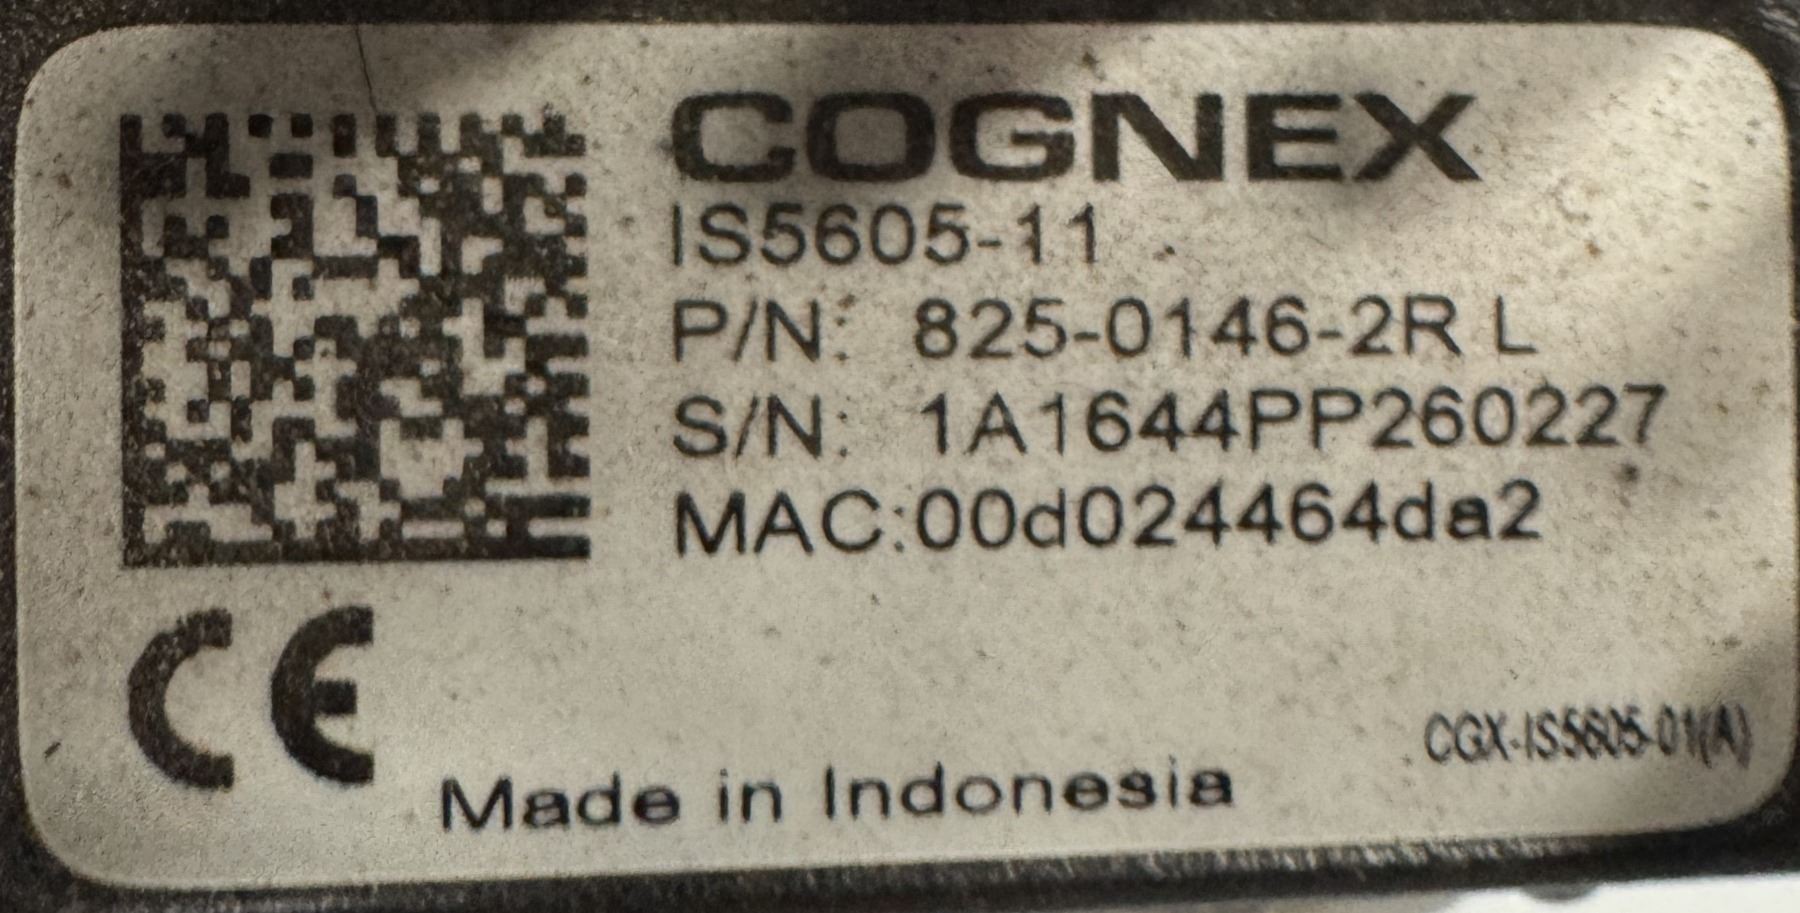 COGNEX
IS5605-11
P/N: 825-0146-2R L
S/N: 1A1644PP260227
MAC:00d024464da2
CE
CGX-IS5605-01(A)
Made in Indonesia